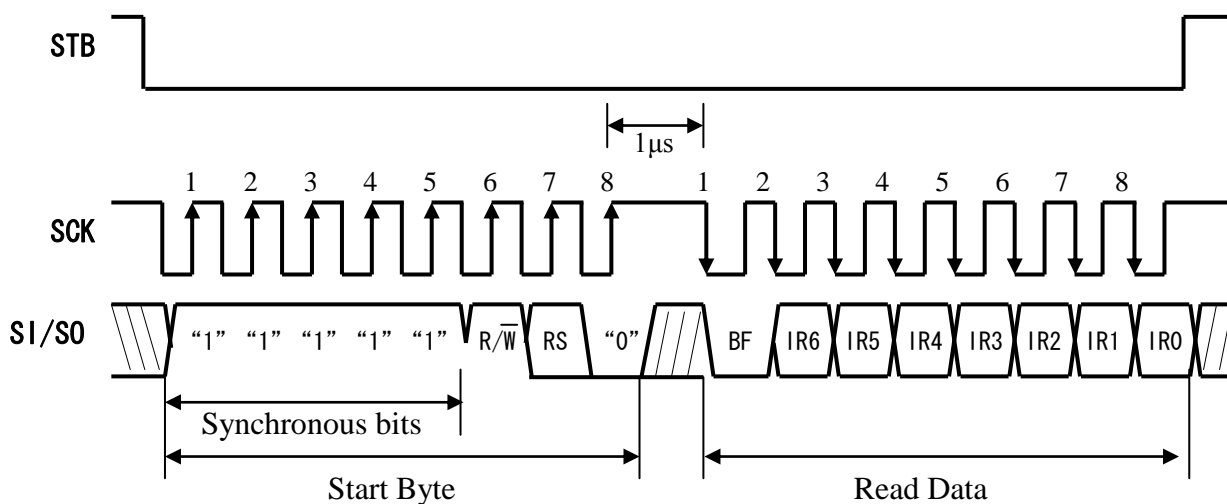 STB
1μs
1 2 3 4 5 6 7 8 1 2 3 4 5 6 7 8
SCK
SI/SO “1” “1” “1” “1” “1” R/W̅ RS “0” BF IR6 IR5 IR4 IR3 IR2 IR1 IR0
Synchronous bits
Start Byte Read Data